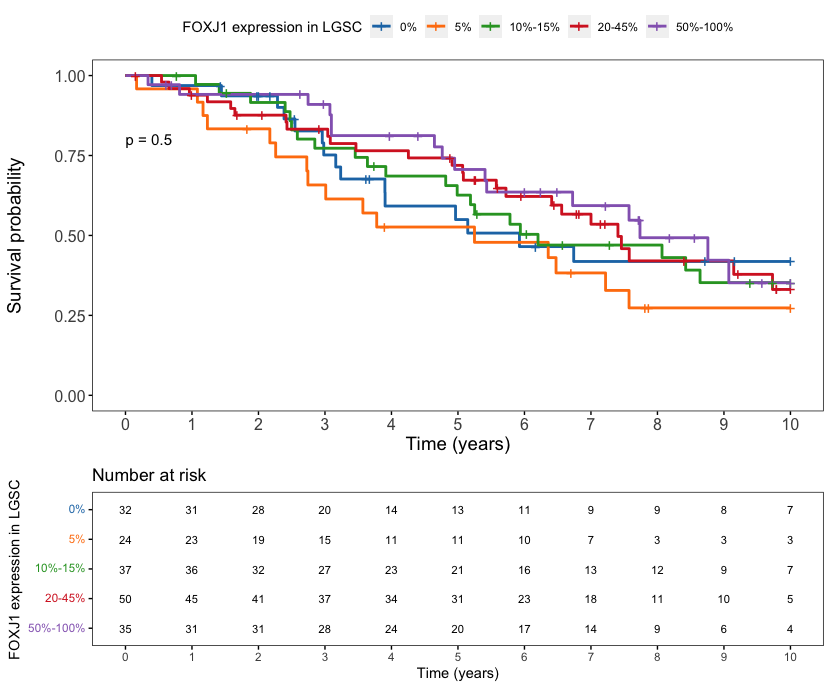 FOXJ1 expression in LGSC 0% 5% 10%-15% 20-45% 50%-100%
Survival probability
1.00
0.75
0.50
0.25
0.00
p = 0.5
0 1 2 3 4 5 6 7 8 9 10
Time (years)
Number at risk
FOXJ1 expression in LGSC
0% 32 31 28 20 14 13 11 9 9 8 7
5% 24 23 19 15 11 11 10 7 3 3 3
10%-15% 37 36 32 27 23 21 16 13 12 9 7
20-45% 50 45 41 37 34 31 23 18 11 10 5
50%-100% 35 31 31 28 24 20 17 14 9 6 4
0 1 2 3 4 5 6 7 8 9 10
Time (years)